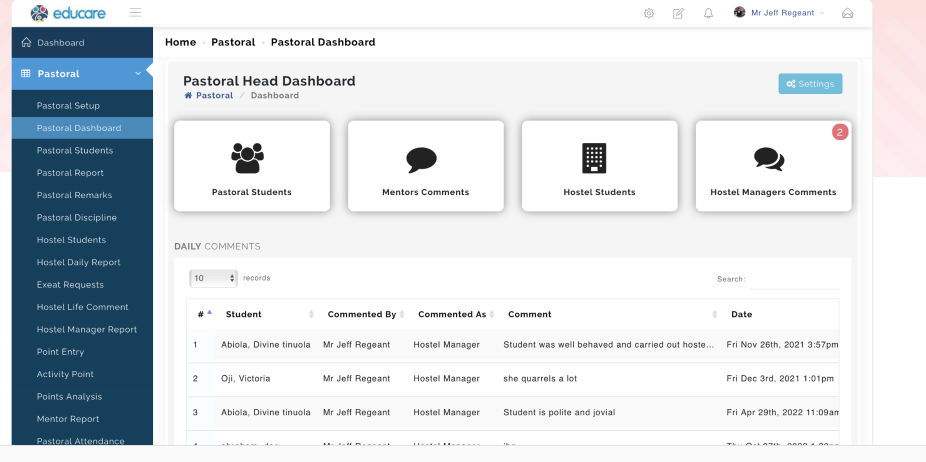 educare
Mr Jeff Regeant
Dashboard
Pastoral
Pastoral Setup
Pastoral Dashboard
Pastoral Students
Pastoral Report
Pastoral Remarks
Pastoral Discipline
Hostel Students
Hostel Daily Report
Exeat Requests
Hostel Life Comment
Hostel Manager Report
Point Entry
Activity Point
Points Analysis
Mentor Report
Pastoral Attendance
Home · Pastoral · Pastoral Dashboard
Pastoral Head Dashboard
Pastoral / Dashboard
Settings
Pastoral Students
Mentors Comments
Hostel Students
2
Hostel Managers Comments
DAILY COMMENTS
10 records
Search:
# Student Commented By Commented As Comment Date
1 Abiola, Divine tinuola Mr Jeff Regeant Hostel Manager Student was well behaved and carried out hoste... Fri Nov 26th, 2021 3:57pm
2 Oji, Victoria Mr Jeff Regeant Hostel Manager she quarrels a lot Fri Dec 3rd, 2021 1:01pm
3 Abiola, Divine tinuola Mr Jeff Regeant Hostel Manager Student is polite and jovial Fri Apr 29th, 2022 11:09am